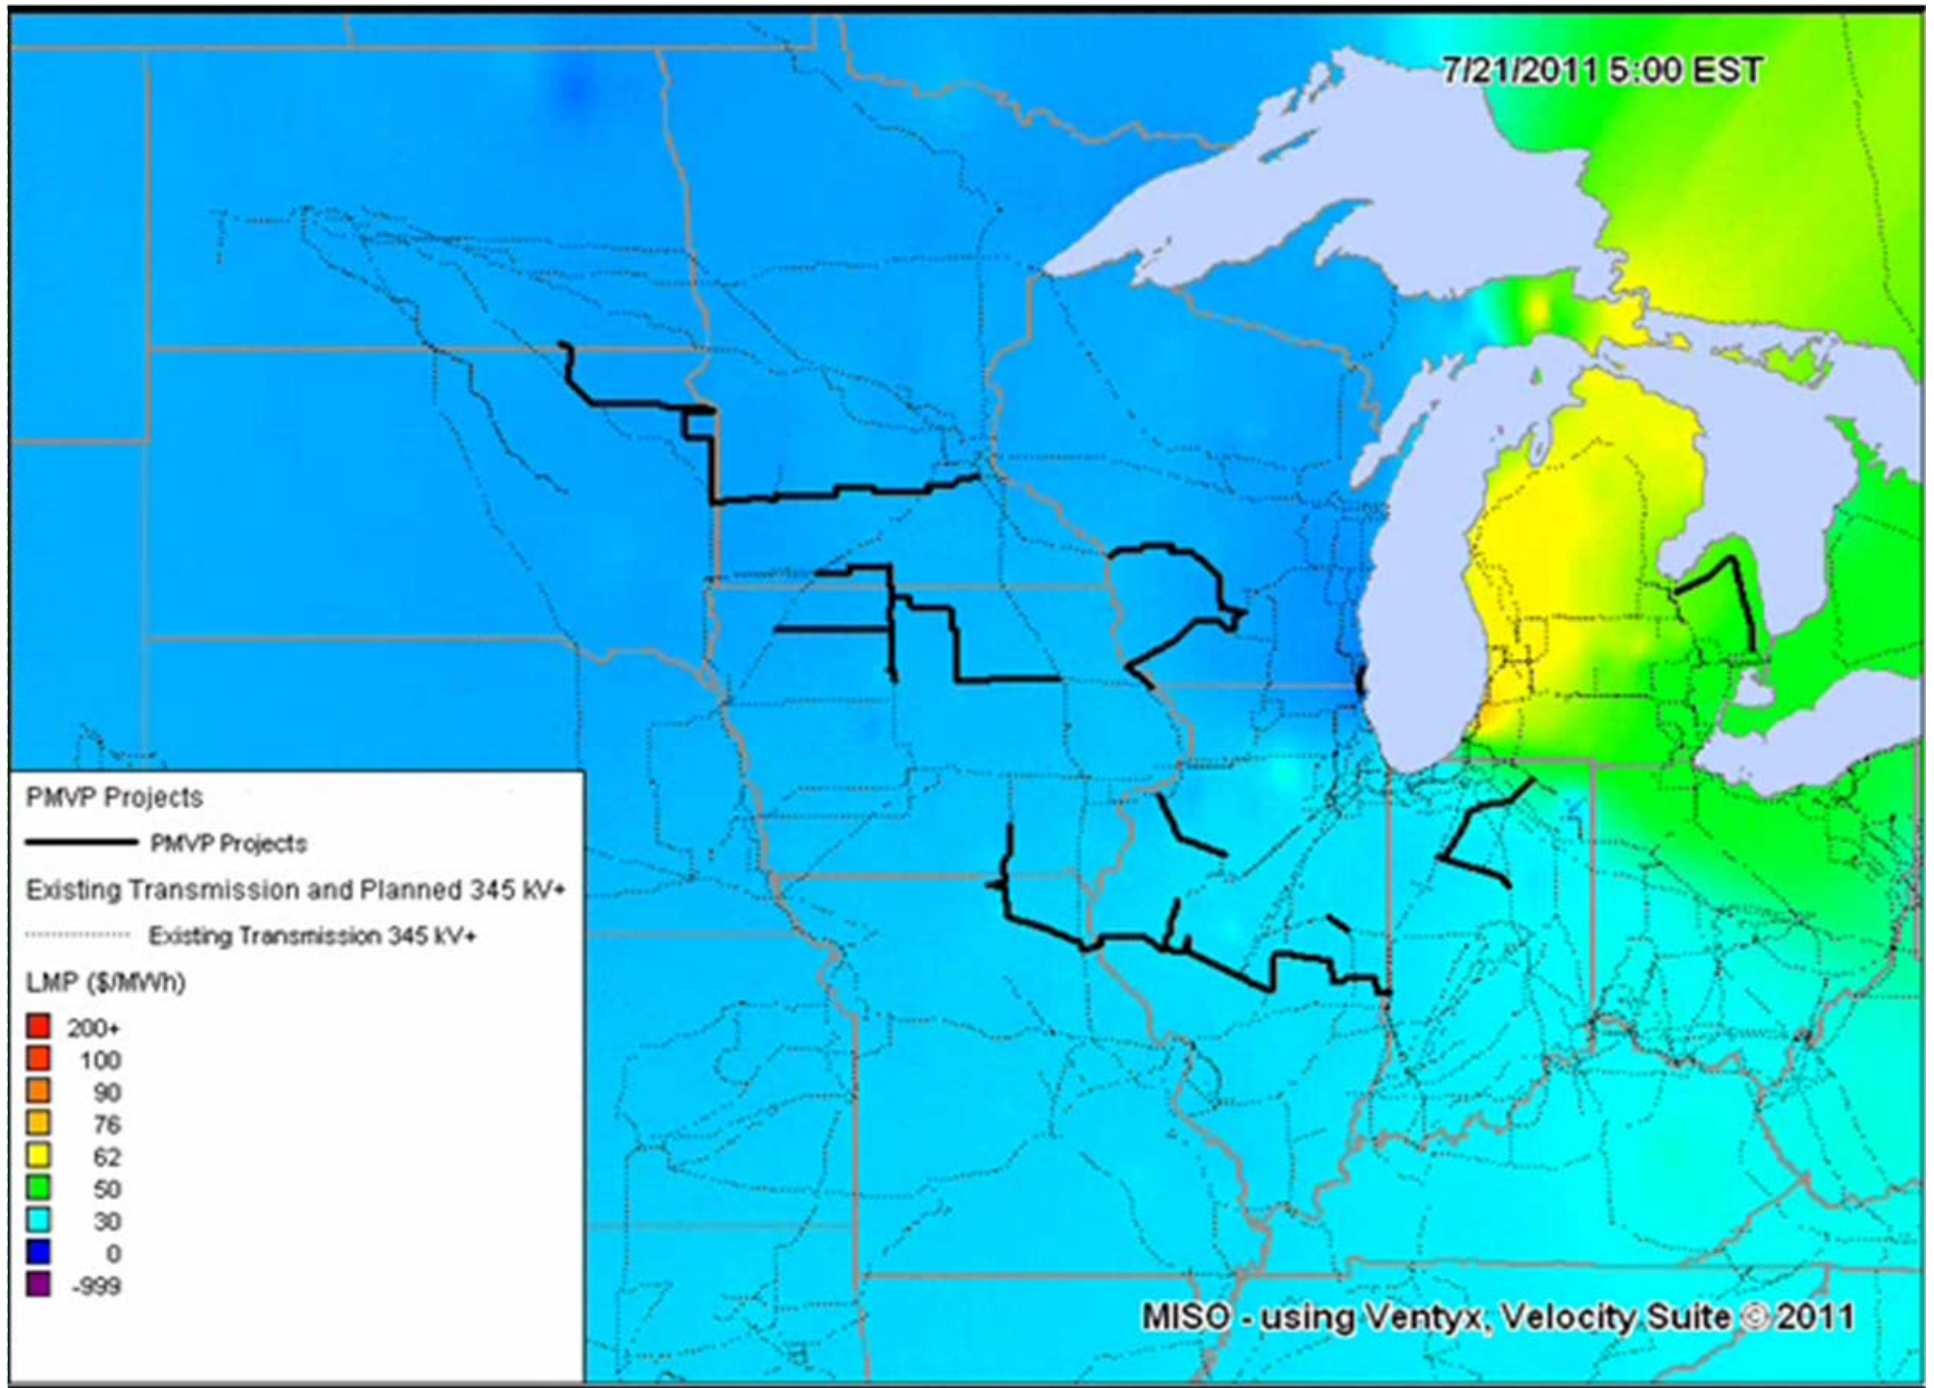 7/21/2011 5:00 EST
PMVP Projects
PMVP Projects
Existing Transmission and Planned 345 kV+
Existing Transmission 345 kV+
LMP ($/MWh)
200+
100
90
76
62
50
30
0
-999
MISO - using Ventyx, Velocity Suite © 2011